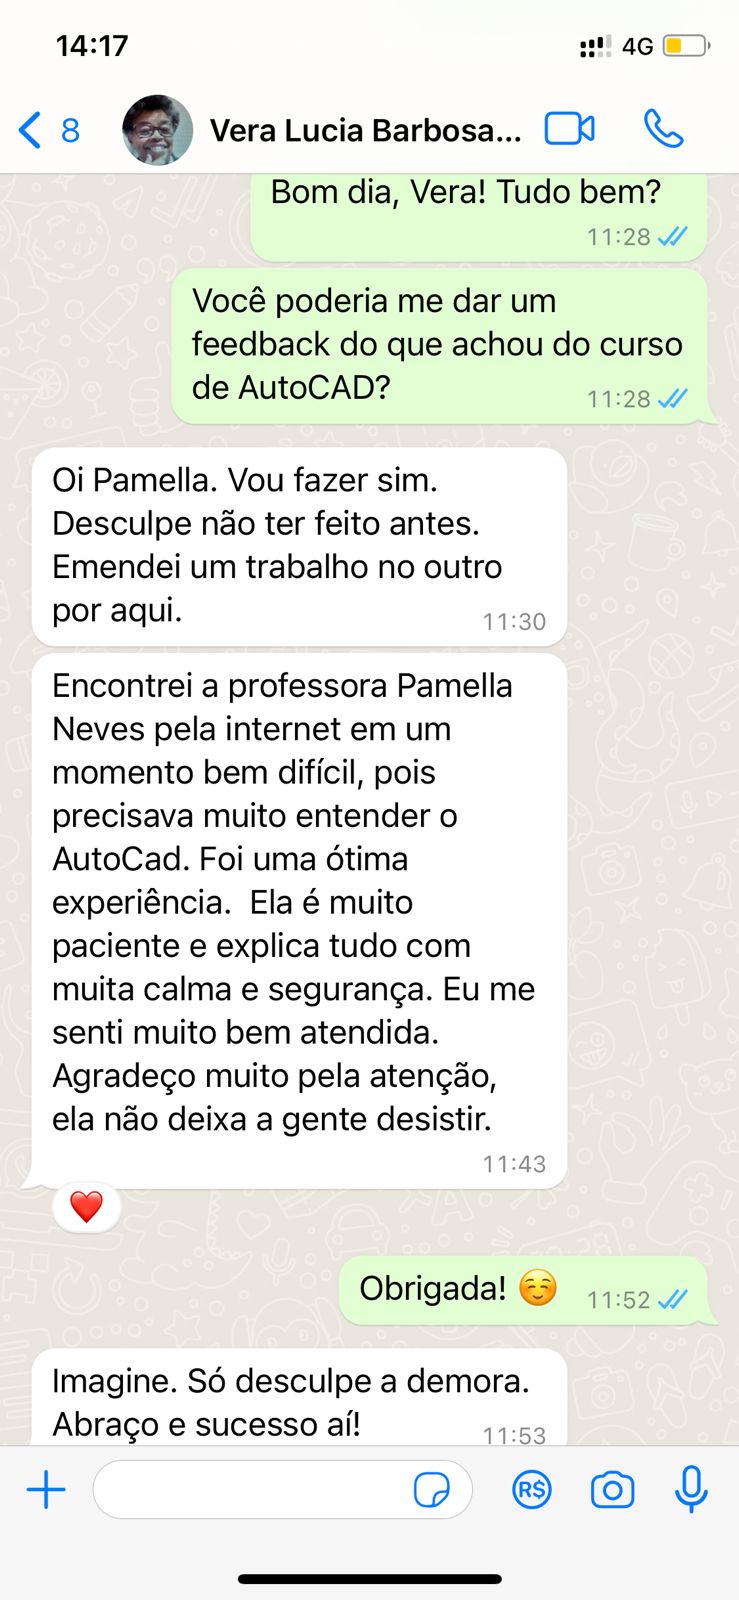 14:17
4G
8
Vera Lucia Barbosa...
Bom dia, Vera! Tudo bem?
11:28
Você poderia me dar um
feedback do que achou do curso
de AutoCAD?
11:28
Oi Pamella. Vou fazer sim.
Desculpe não ter feito antes.
Emendei um trabalho no outro
por aqui.
11:30
Encontrei a professora Pamella
Neves pela internet em um
momento bem difícil, pois
precisava muito entender o
AutoCad. Foi uma ótima
experiência.  Ela é muito
paciente e explica tudo com
muita calma e segurança. Eu me
senti muito bem atendida.
Agradeço muito pela atenção,
ela não deixa a gente desistir.
11:43
❤️
Obrigada! ☺️
11:52
Imagine. Só desculpe a demora.
Abraço e sucesso aí!
11:53
R$